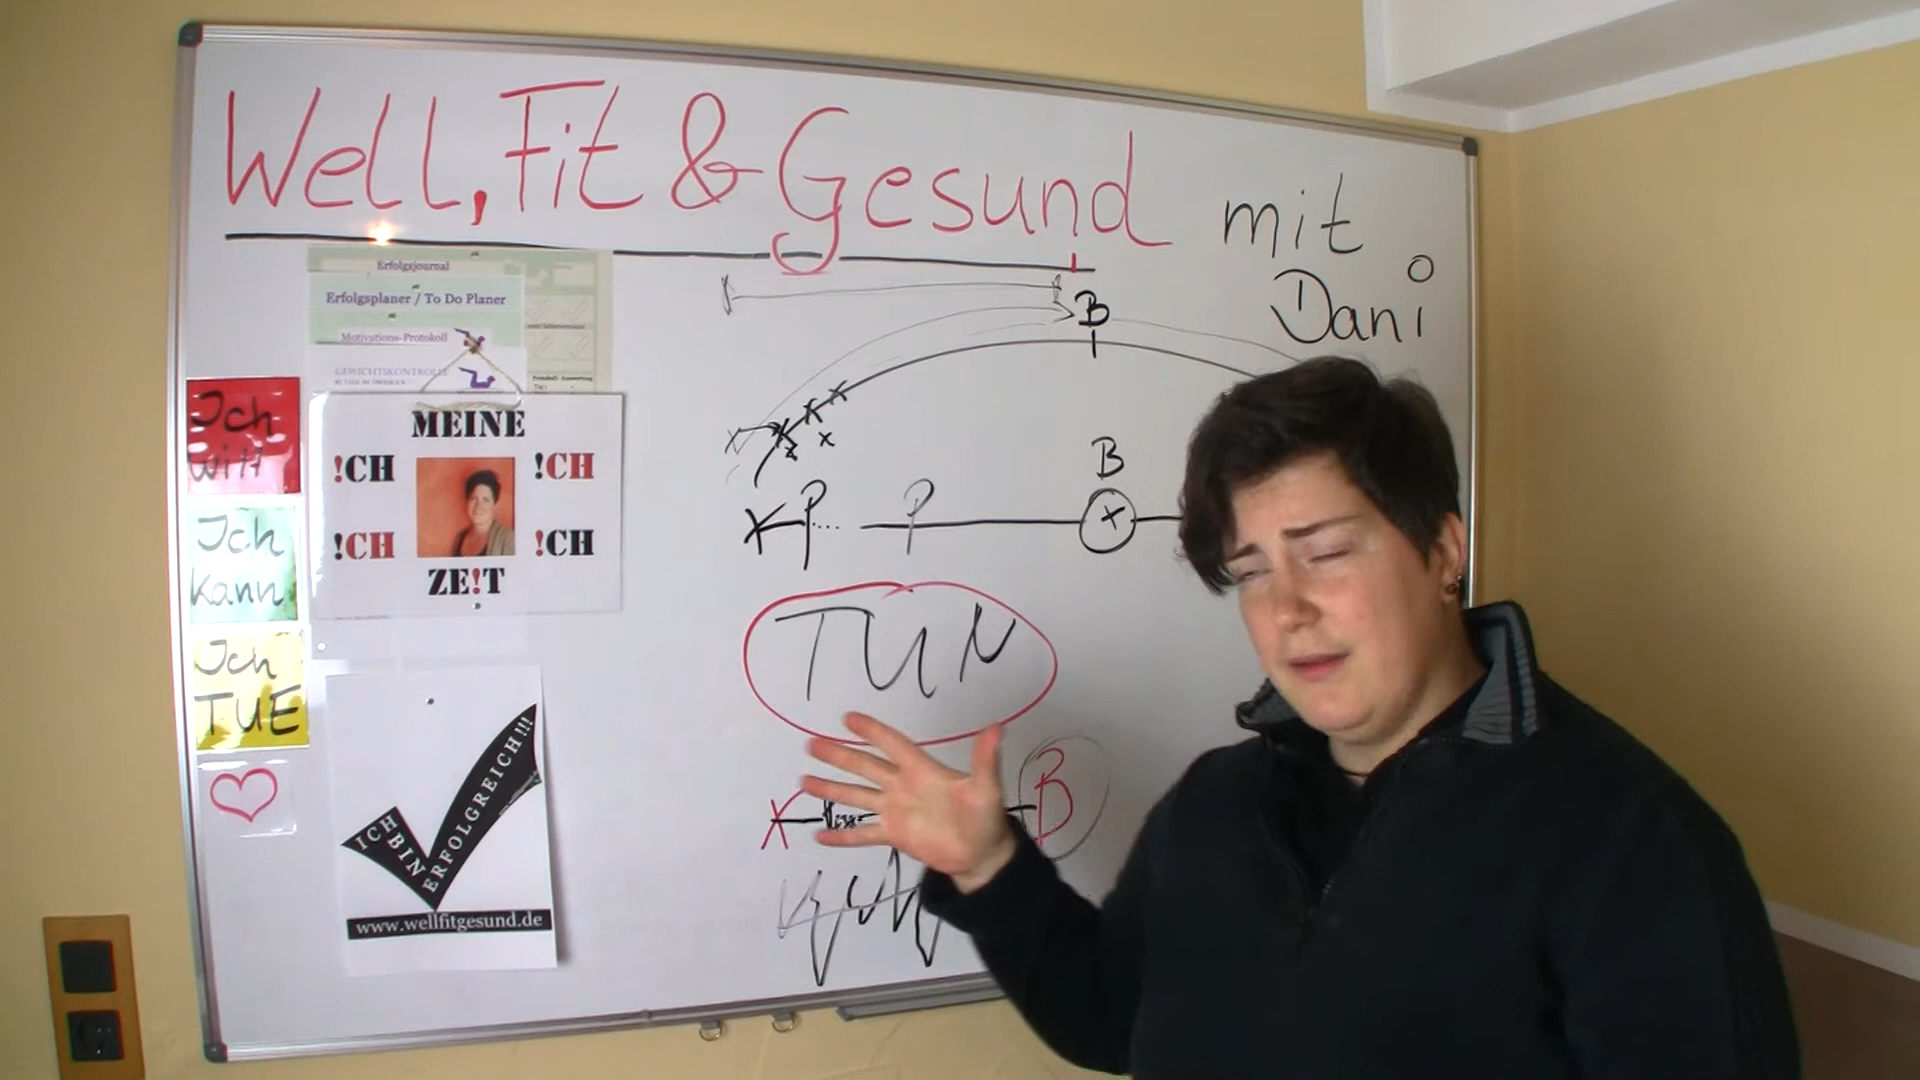 Well, Fit & Gesund mit
Dani
Erfolgsjournal
Erfolgsplaner / To Do Planer
Motivations-Protokoll
GEWICHTSKONTROLLE
Ich
will
Ich
kann
Ich
TUE
MEINE
!CH !CH
!CH !CH
ZE!T
ICH BIN ERFOLGREICH!!!
www.wellfitgesund.de
B
B
P P
TUN
B